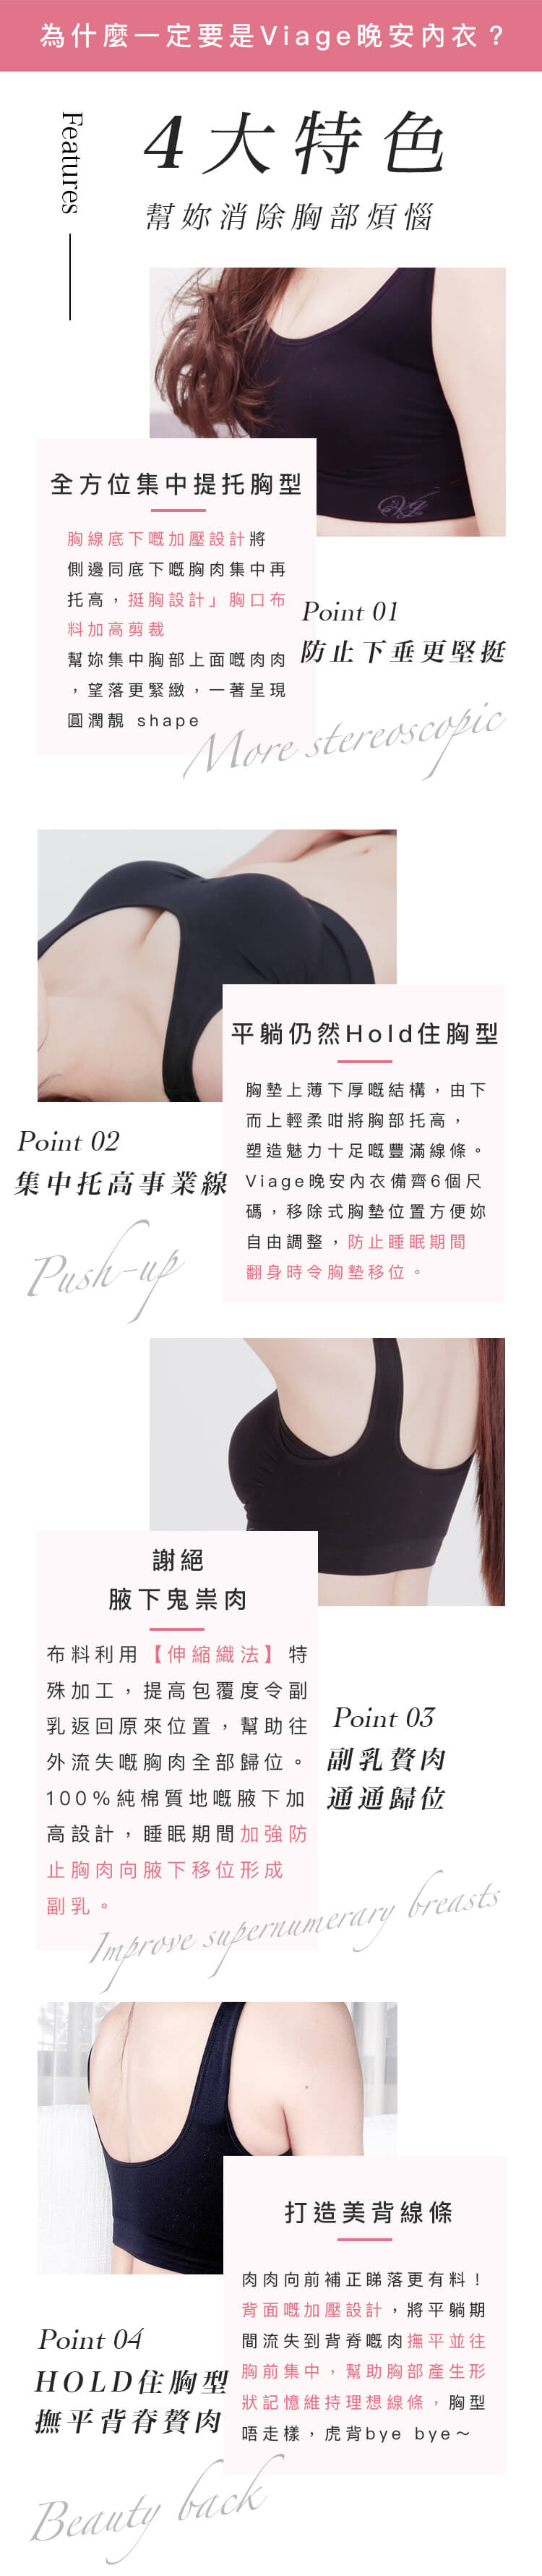 為什麼一定要是Viage晚安內衣？
Features
4大特色
幫妳消除胸部煩惱
全方位集中提托胸型
胸線底下嘅加壓設計將
側邊同底下嘅胸肉集中再
托高，挺胸設計」胸口布
料加高剪裁
幫妳集中胸部上面嘅肉肉
，望落更緊緻，一著呈現
圓潤靚 shape
Point 01
防止下垂更堅挺
More stereoscopic
平躺仍然Hold住胸型
胸墊上薄下厚嘅結構，由下
而上輕柔咁將胸部托高，
塑造魅力十足嘅豐滿線條。
Viage晚安內衣備齊6個尺
碼，移除式胸墊位置方便妳
自由調整，防止睡眠期間
翻身時令胸墊移位。
Point 02
集中托高事業線
Push-up
謝絕
腋下鬼祟肉
布料利用【伸縮織法】特
殊加工，提高包覆度令副
乳返回原來位置，幫助往
外流失嘅胸肉全部歸位。
100%純棉質地嘅腋下加
高設計，睡眠期間加強防
止胸肉向腋下移位形成
副乳。
Point 03
副乳贅肉
通通歸位
Improve supernumerary breasts
打造美背線條
肉肉向前補正睇落更有料！
背面嘅加壓設計，將平躺期
間流失到背脊嘅肉撫平並往
胸前集中，幫助胸部產生形
狀記憶維持理想線條，胸型
唔走樣，虎背bye bye～
Point 04
HOLD住胸型
撫平背脊贅肉
Beauty back